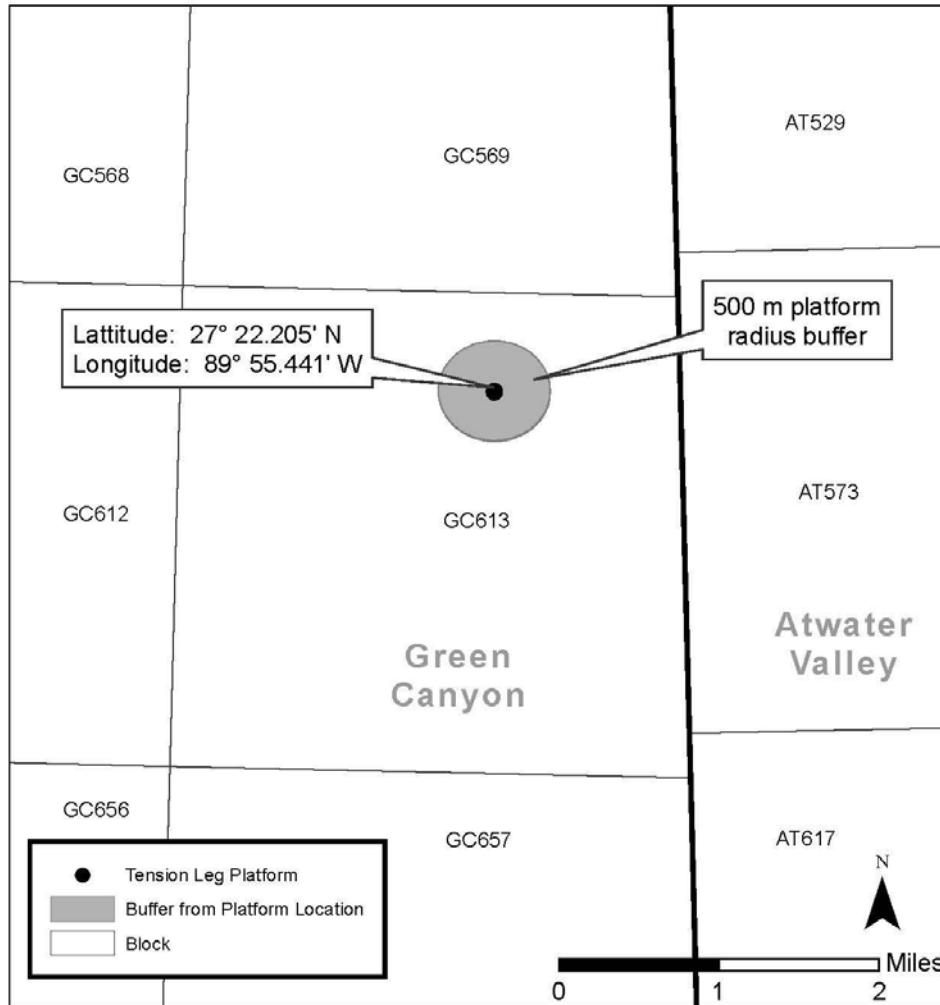 AT529
GC569
GC568
500 m platform
radius buffer
Lattitude: 27° 22.205' N
Longitude: 89° 55.441' W
AT573
GC612
GC613
Atwater
Valley
Green
Canyon
GC656
GC657
AT617
N
Tension Leg Platform
Buffer from Platform Location
Block
Miles
0 1 2